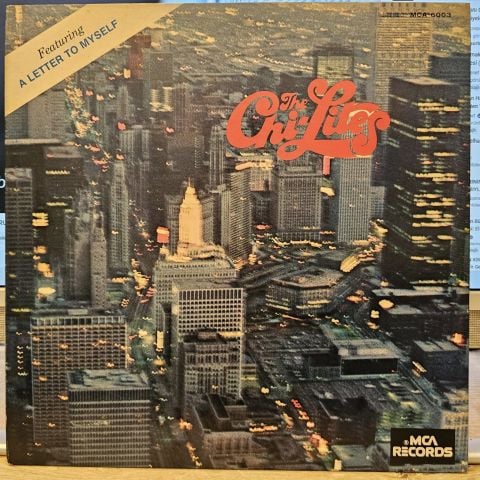 Featuring
A LETTER TO MYSELF
MCA-6003
The
Chi-Lites
MCA
RECORDS